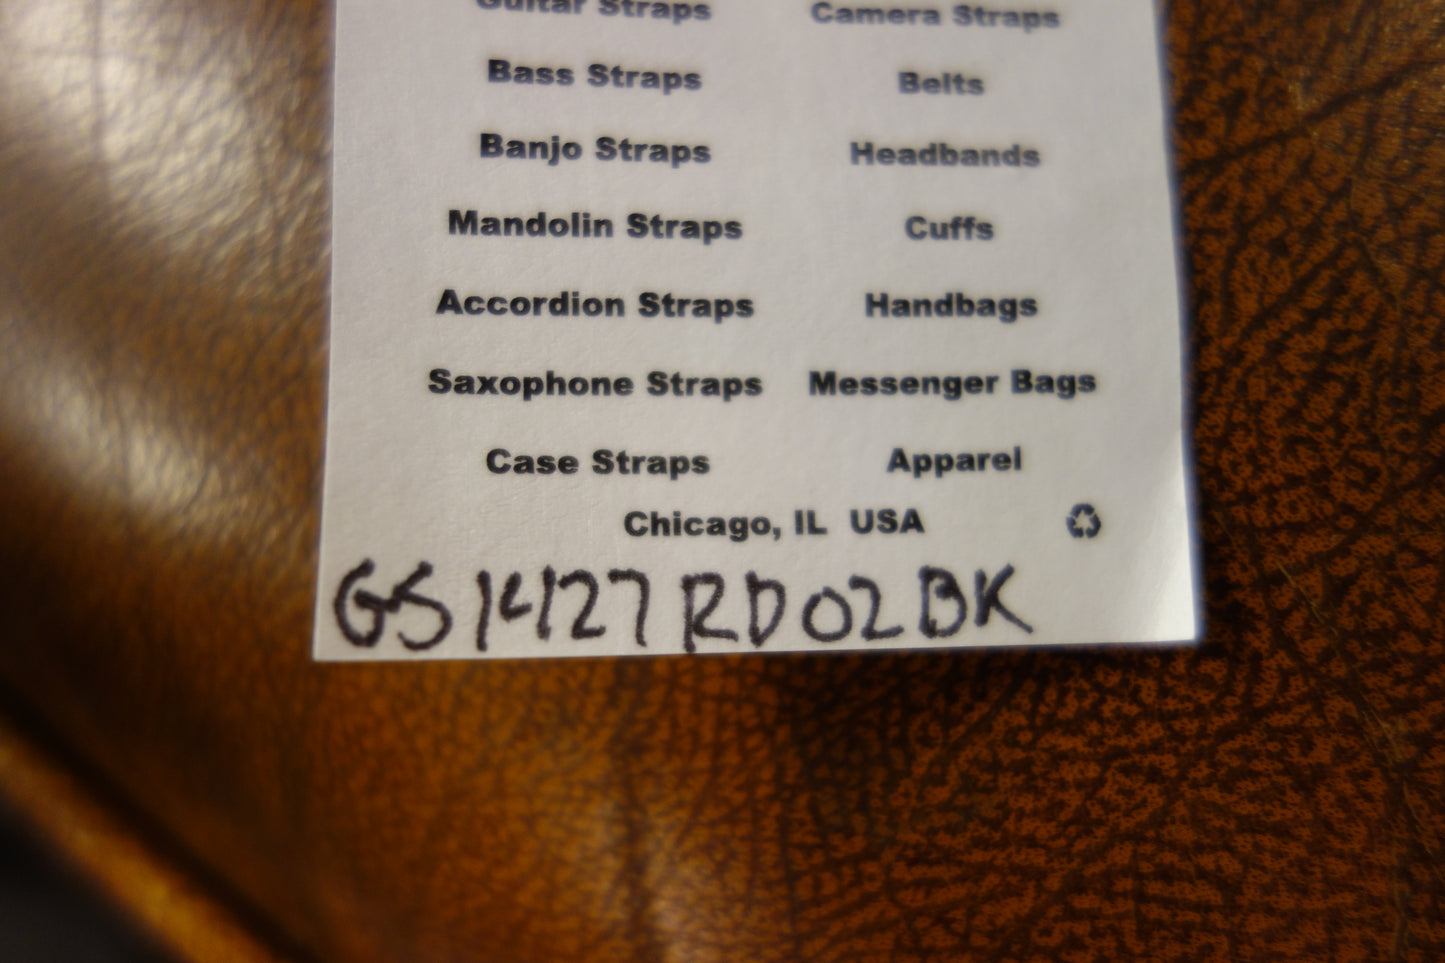 Guitar Straps Camera Straps
Bass Straps Belts
Banjo Straps Headbands
Mandolin Straps Cuffs
Accordion Straps Handbags
Saxophone Straps Messenger Bags
Case Straps Apparel
Chicago, IL USA
GS1427RD02BK